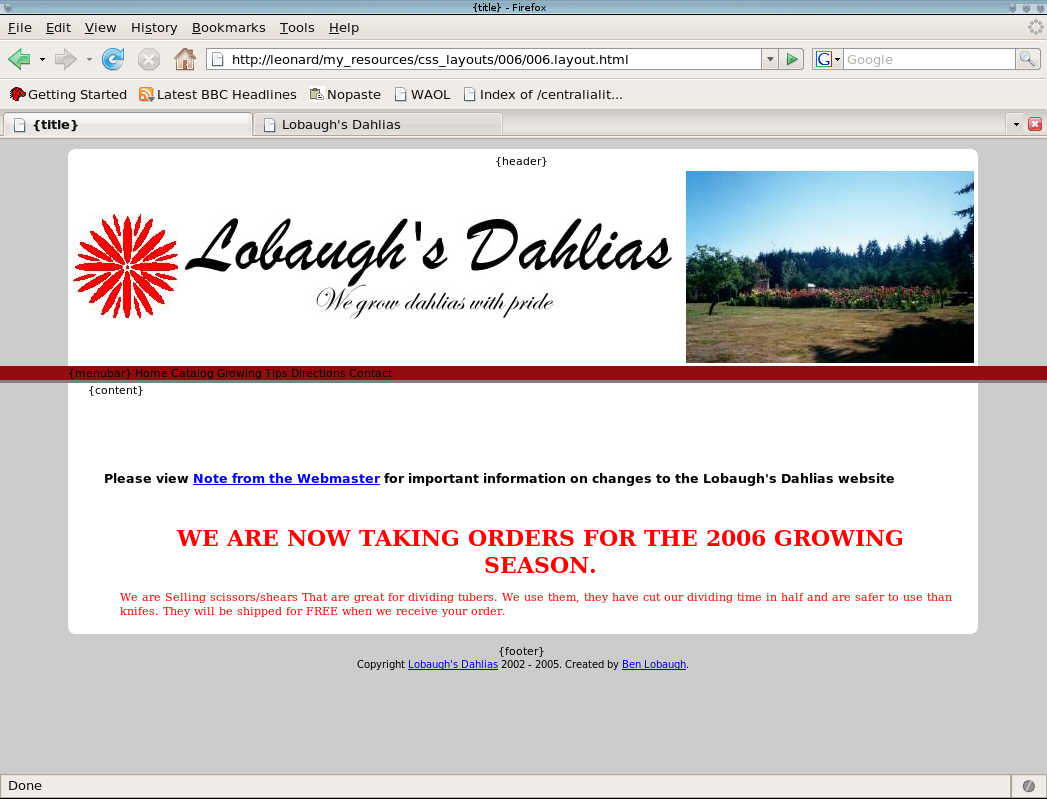 {title} - Firefox
File Edit View History Bookmarks Tools Help
http://leonard/my_resources/css_layouts/006/006.layout.html
G Google
Getting Started Latest BBC Headlines Nopaste WAOL Index of /centralialit...
{title} Lobaugh's Dahlias
{header}
Lobaugh's Dahlias
We grow dahlias with pride
{menubar} Home Catalog Growing Tips Directions Contact
{content}
Please view Note from the Webmaster for important information on changes to the Lobaugh's Dahlias website
WE ARE NOW TAKING ORDERS FOR THE 2006 GROWING
SEASON.
We are Selling scissors/shears That are great for dividing tubers. We use them, they have cut our dividing time in half and are safer to use than
knifes. They will be shipped for FREE when we receive your order.
{footer}
Copyright Lobaugh's Dahlias 2002 - 2005. Created by Ben Lobaugh.
Done